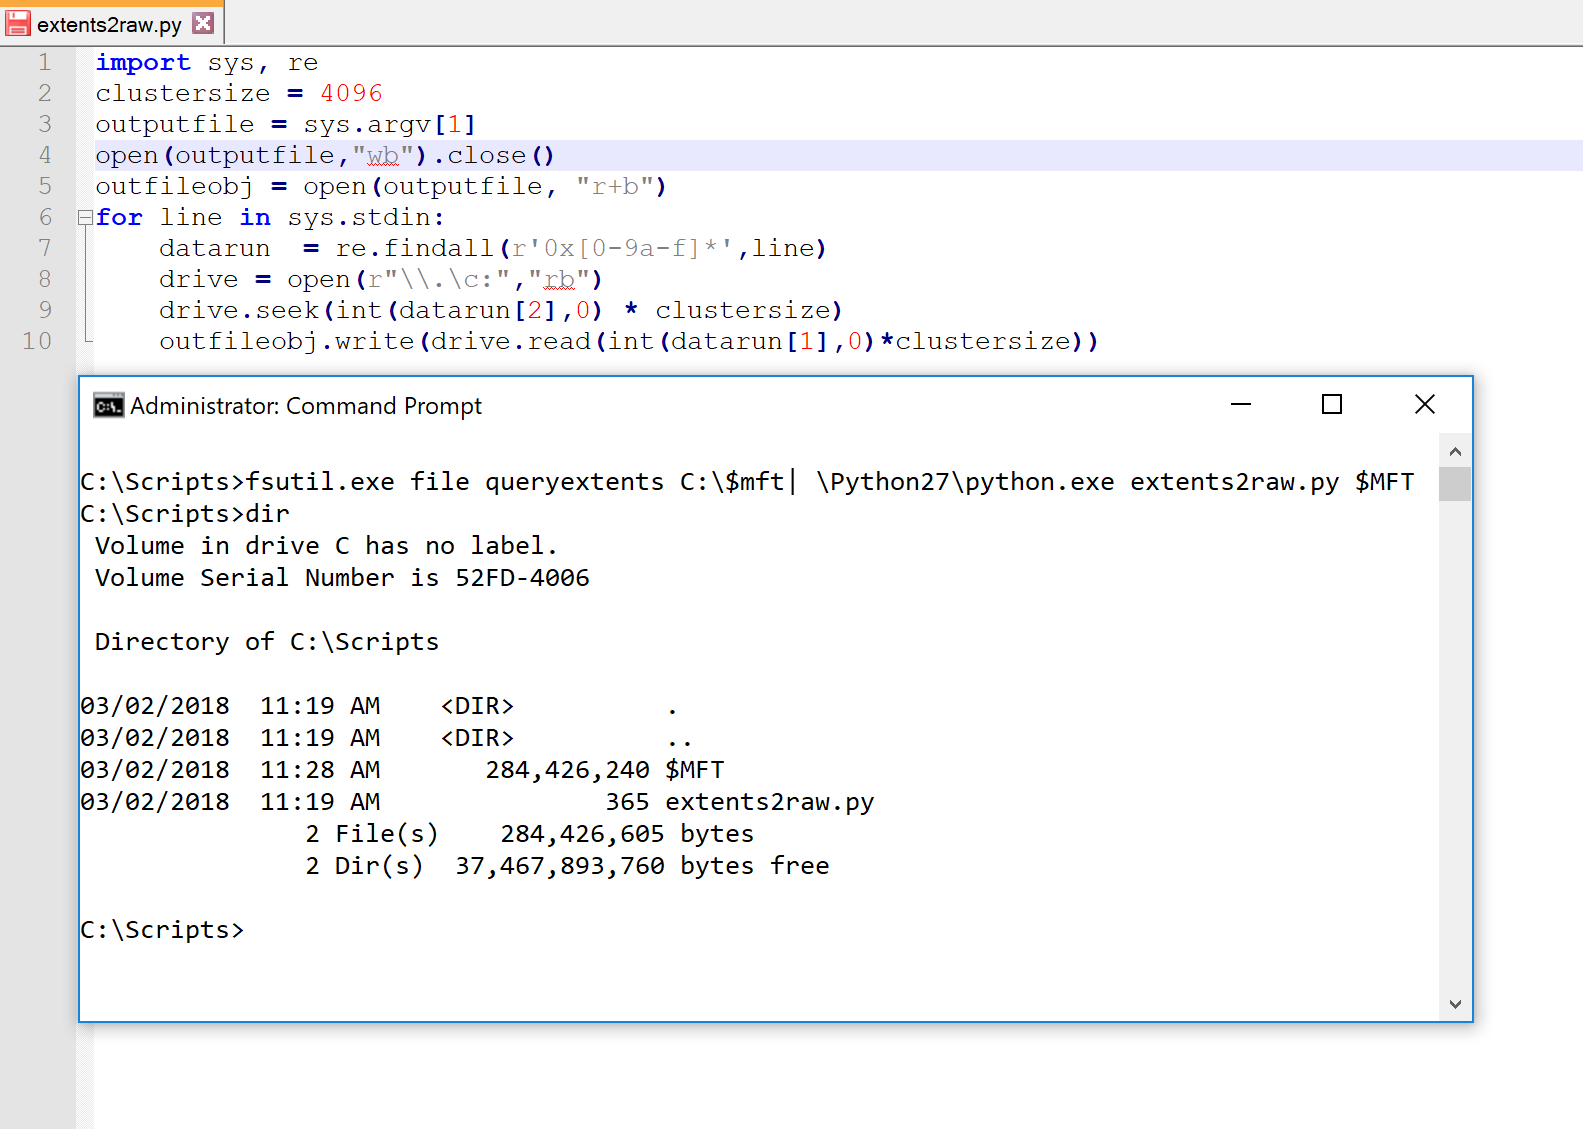 extents2raw.py
1 import sys, re
2 clustersize = 4096
3 outputfile = sys.argv[1]
4 open(outputfile,"wb").close()
5 outfileobj = open(outputfile, "r+b")
6 for line in sys.stdin:
7     datarun  = re.findall(r'0x[0-9a-f]*',line)
8     drive = open(r"\\.\c:","rb")
9     drive.seek(int(datarun[2],0) * clustersize)
10     outfileobj.write(drive.read(int(datarun[1],0)*clustersize))
Administrator: Command Prompt
C:\Scripts>fsutil.exe file queryextents C:\$mft| \Python27\python.exe extents2raw.py $MFT
C:\Scripts>dir
 Volume in drive C has no label.
 Volume Serial Number is 52FD-4006
 Directory of C:\Scripts
03/02/2018  11:19 AM    <DIR>          .
03/02/2018  11:19 AM    <DIR>          ..
03/02/2018  11:28 AM       284,426,240 $MFT
03/02/2018  11:19 AM               365 extents2raw.py
               2 File(s)    284,426,605 bytes
               2 Dir(s)  37,467,893,760 bytes free
C:\Scripts>